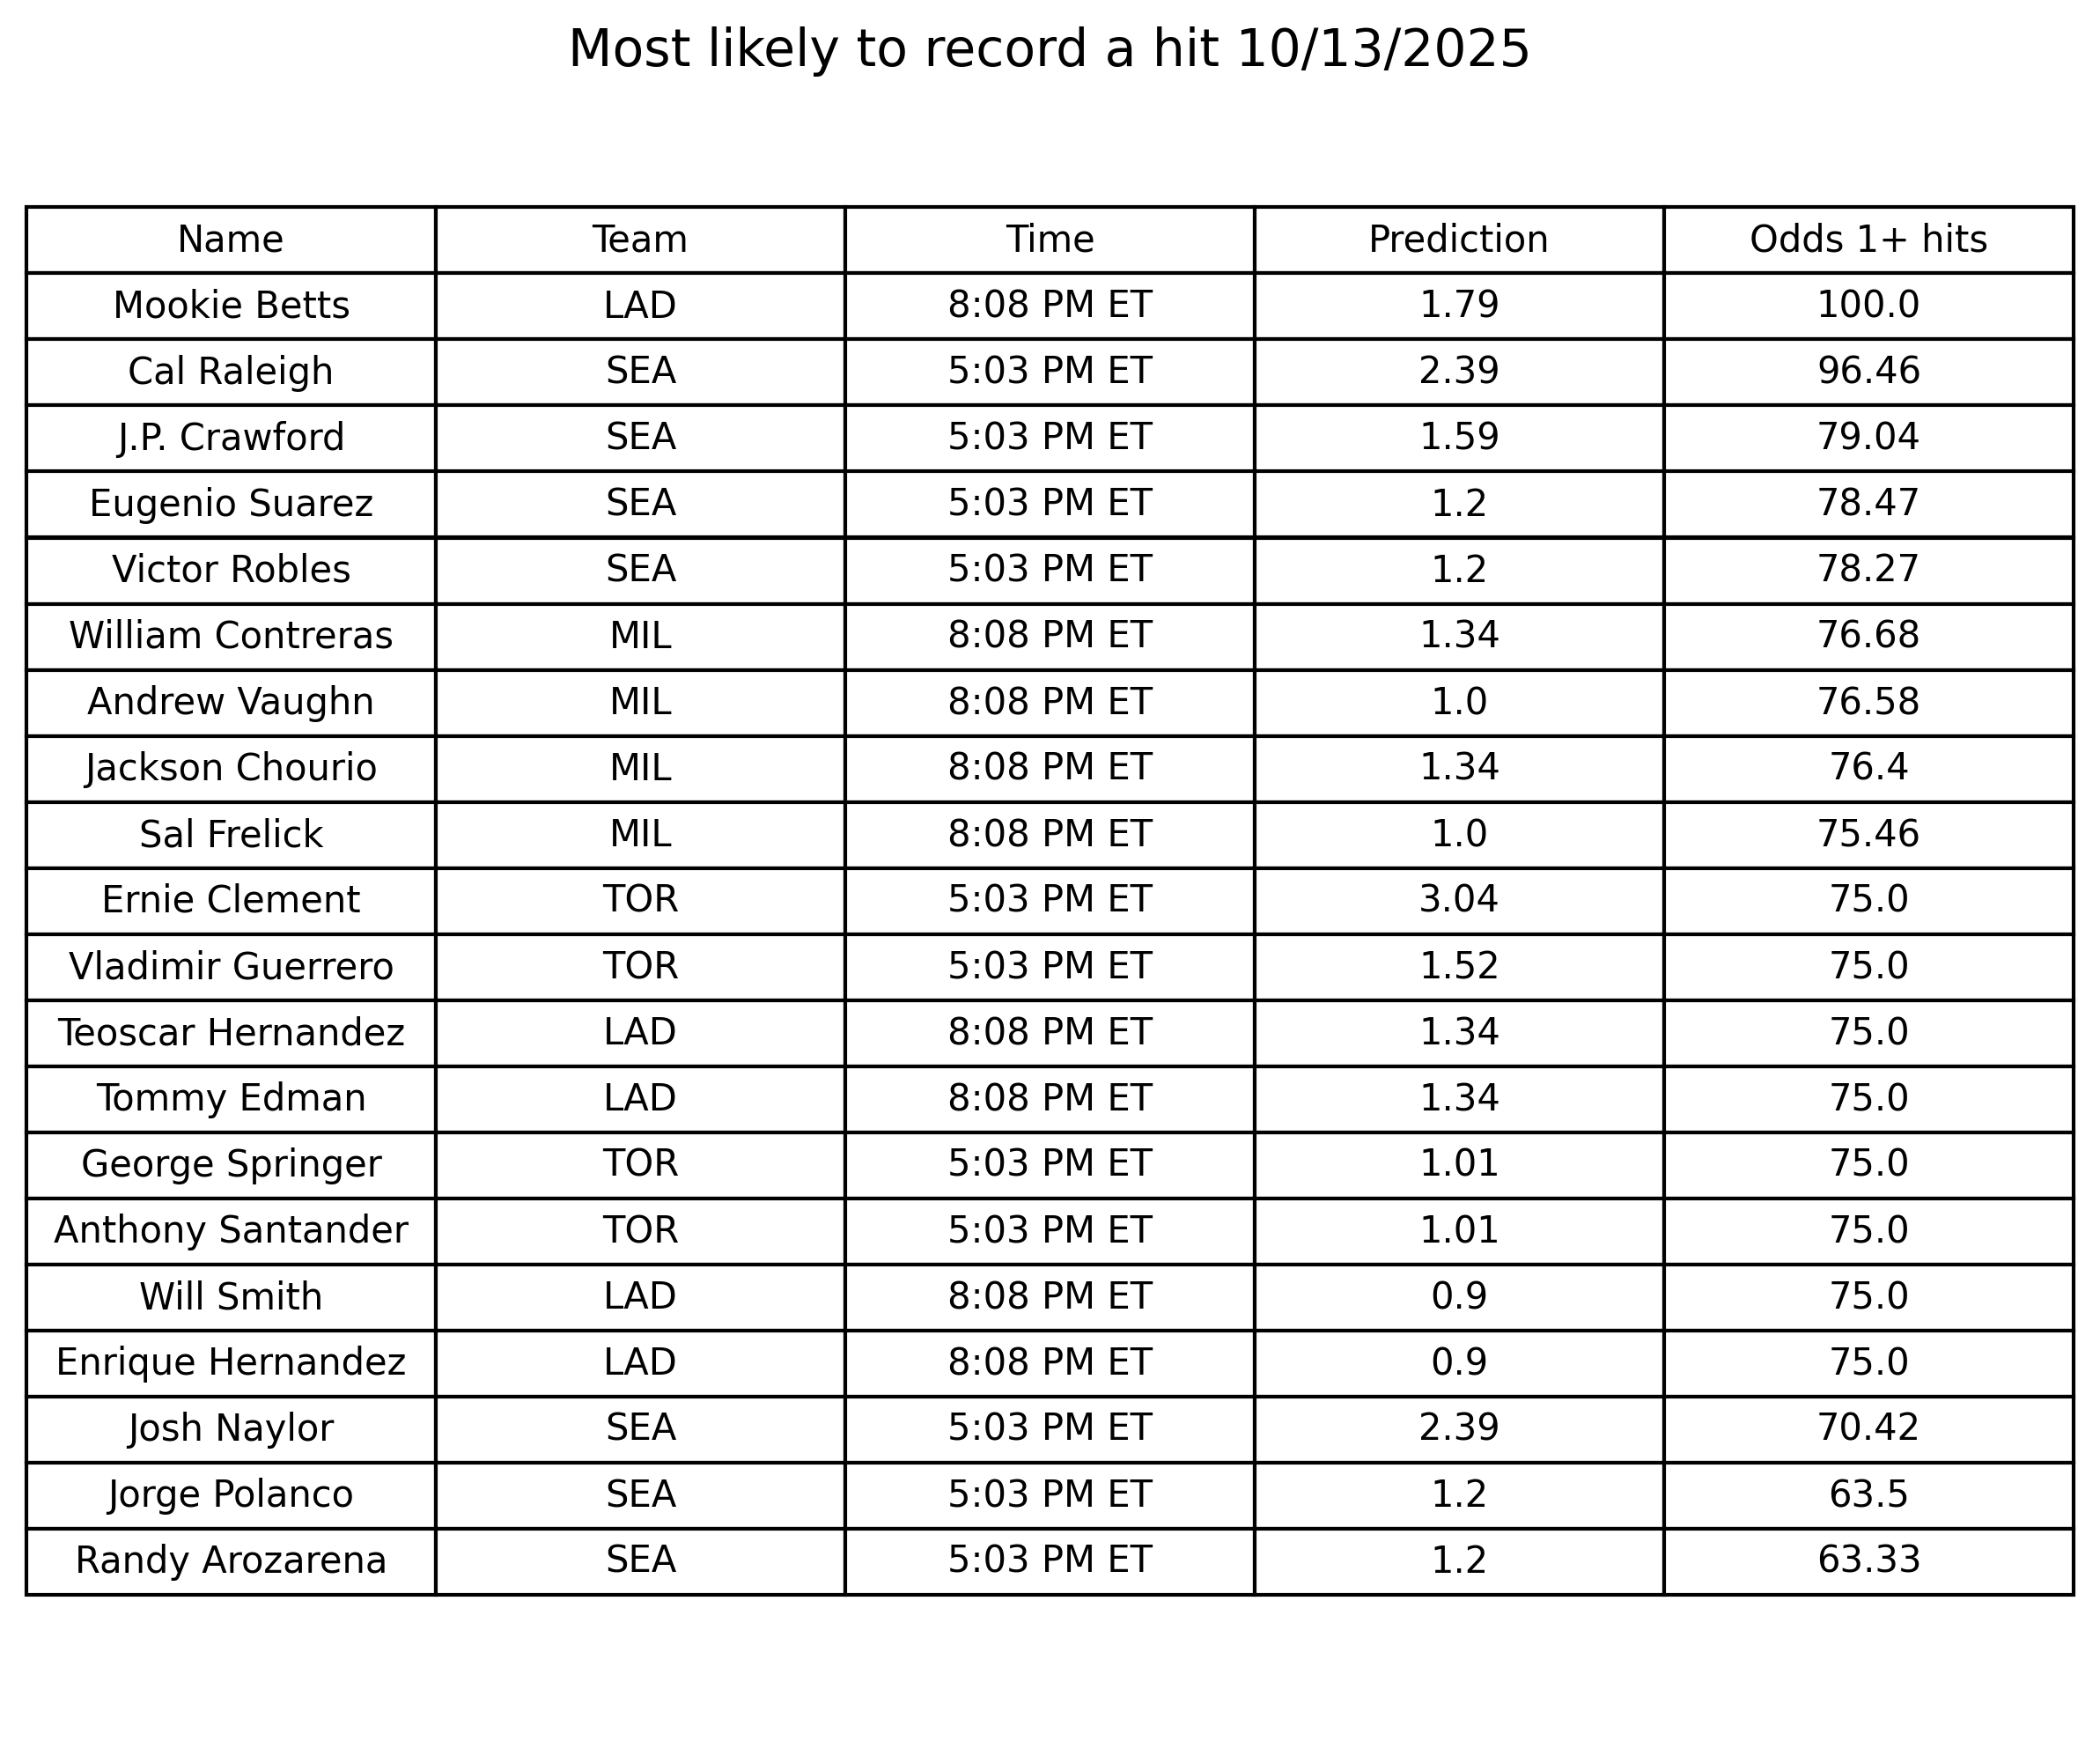 Most likely to record a hit 10/13/2025
Name Team Time Prediction Odds 1+ hits
Mookie Betts LAD 8:08 PM ET 1.79 100.0
Cal Raleigh SEA 5:03 PM ET 2.39 96.46
J.P. Crawford SEA 5:03 PM ET 1.59 79.04
Eugenio Suarez SEA 5:03 PM ET 1.2 78.47
Victor Robles SEA 5:03 PM ET 1.2 78.27
William Contreras MIL 8:08 PM ET 1.34 76.68
Andrew Vaughn MIL 8:08 PM ET 1.0 76.58
Jackson Chourio MIL 8:08 PM ET 1.34 76.4
Sal Frelick MIL 8:08 PM ET 1.0 75.46
Ernie Clement TOR 5:03 PM ET 3.04 75.0
Vladimir Guerrero TOR 5:03 PM ET 1.52 75.0
Teoscar Hernandez LAD 8:08 PM ET 1.34 75.0
Tommy Edman LAD 8:08 PM ET 1.34 75.0
George Springer TOR 5:03 PM ET 1.01 75.0
Anthony Santander TOR 5:03 PM ET 1.01 75.0
Will Smith LAD 8:08 PM ET 0.9 75.0
Enrique Hernandez LAD 8:08 PM ET 0.9 75.0
Josh Naylor SEA 5:03 PM ET 2.39 70.42
Jorge Polanco SEA 5:03 PM ET 1.2 63.5
Randy Arozarena SEA 5:03 PM ET 1.2 63.33